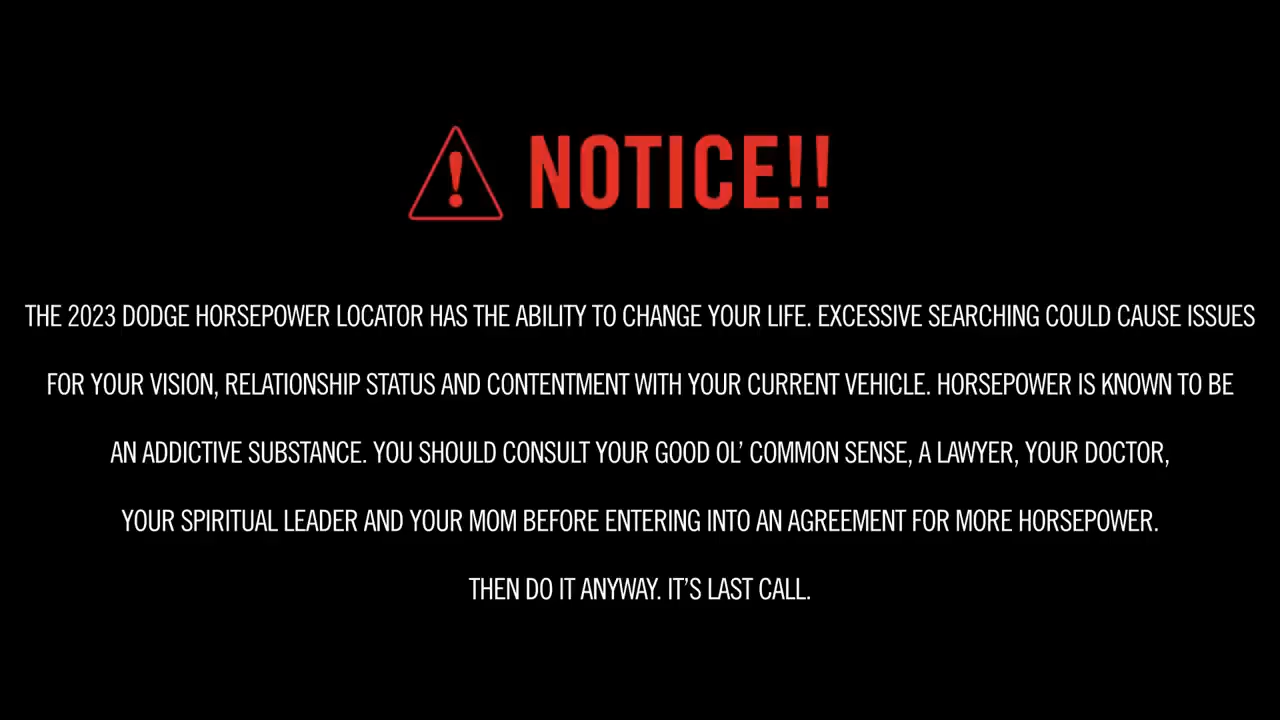 NOTICE!!
THE 2023 DODGE HORSEPOWER LOCATOR HAS THE ABILITY TO CHANGE YOUR LIFE. EXCESSIVE SEARCHING COULD CAUSE ISSUES
FOR YOUR VISION, RELATIONSHIP STATUS AND CONTENTMENT WITH YOUR CURRENT VEHICLE. HORSEPOWER IS KNOWN TO BE
AN ADDICTIVE SUBSTANCE. YOU SHOULD CONSULT YOUR GOOD OL’ COMMON SENSE, A LAWYER, YOUR DOCTOR,
YOUR SPIRITUAL LEADER AND YOUR MOM BEFORE ENTERING INTO AN AGREEMENT FOR MORE HORSEPOWER.
THEN DO IT ANYWAY. IT’S LAST CALL.